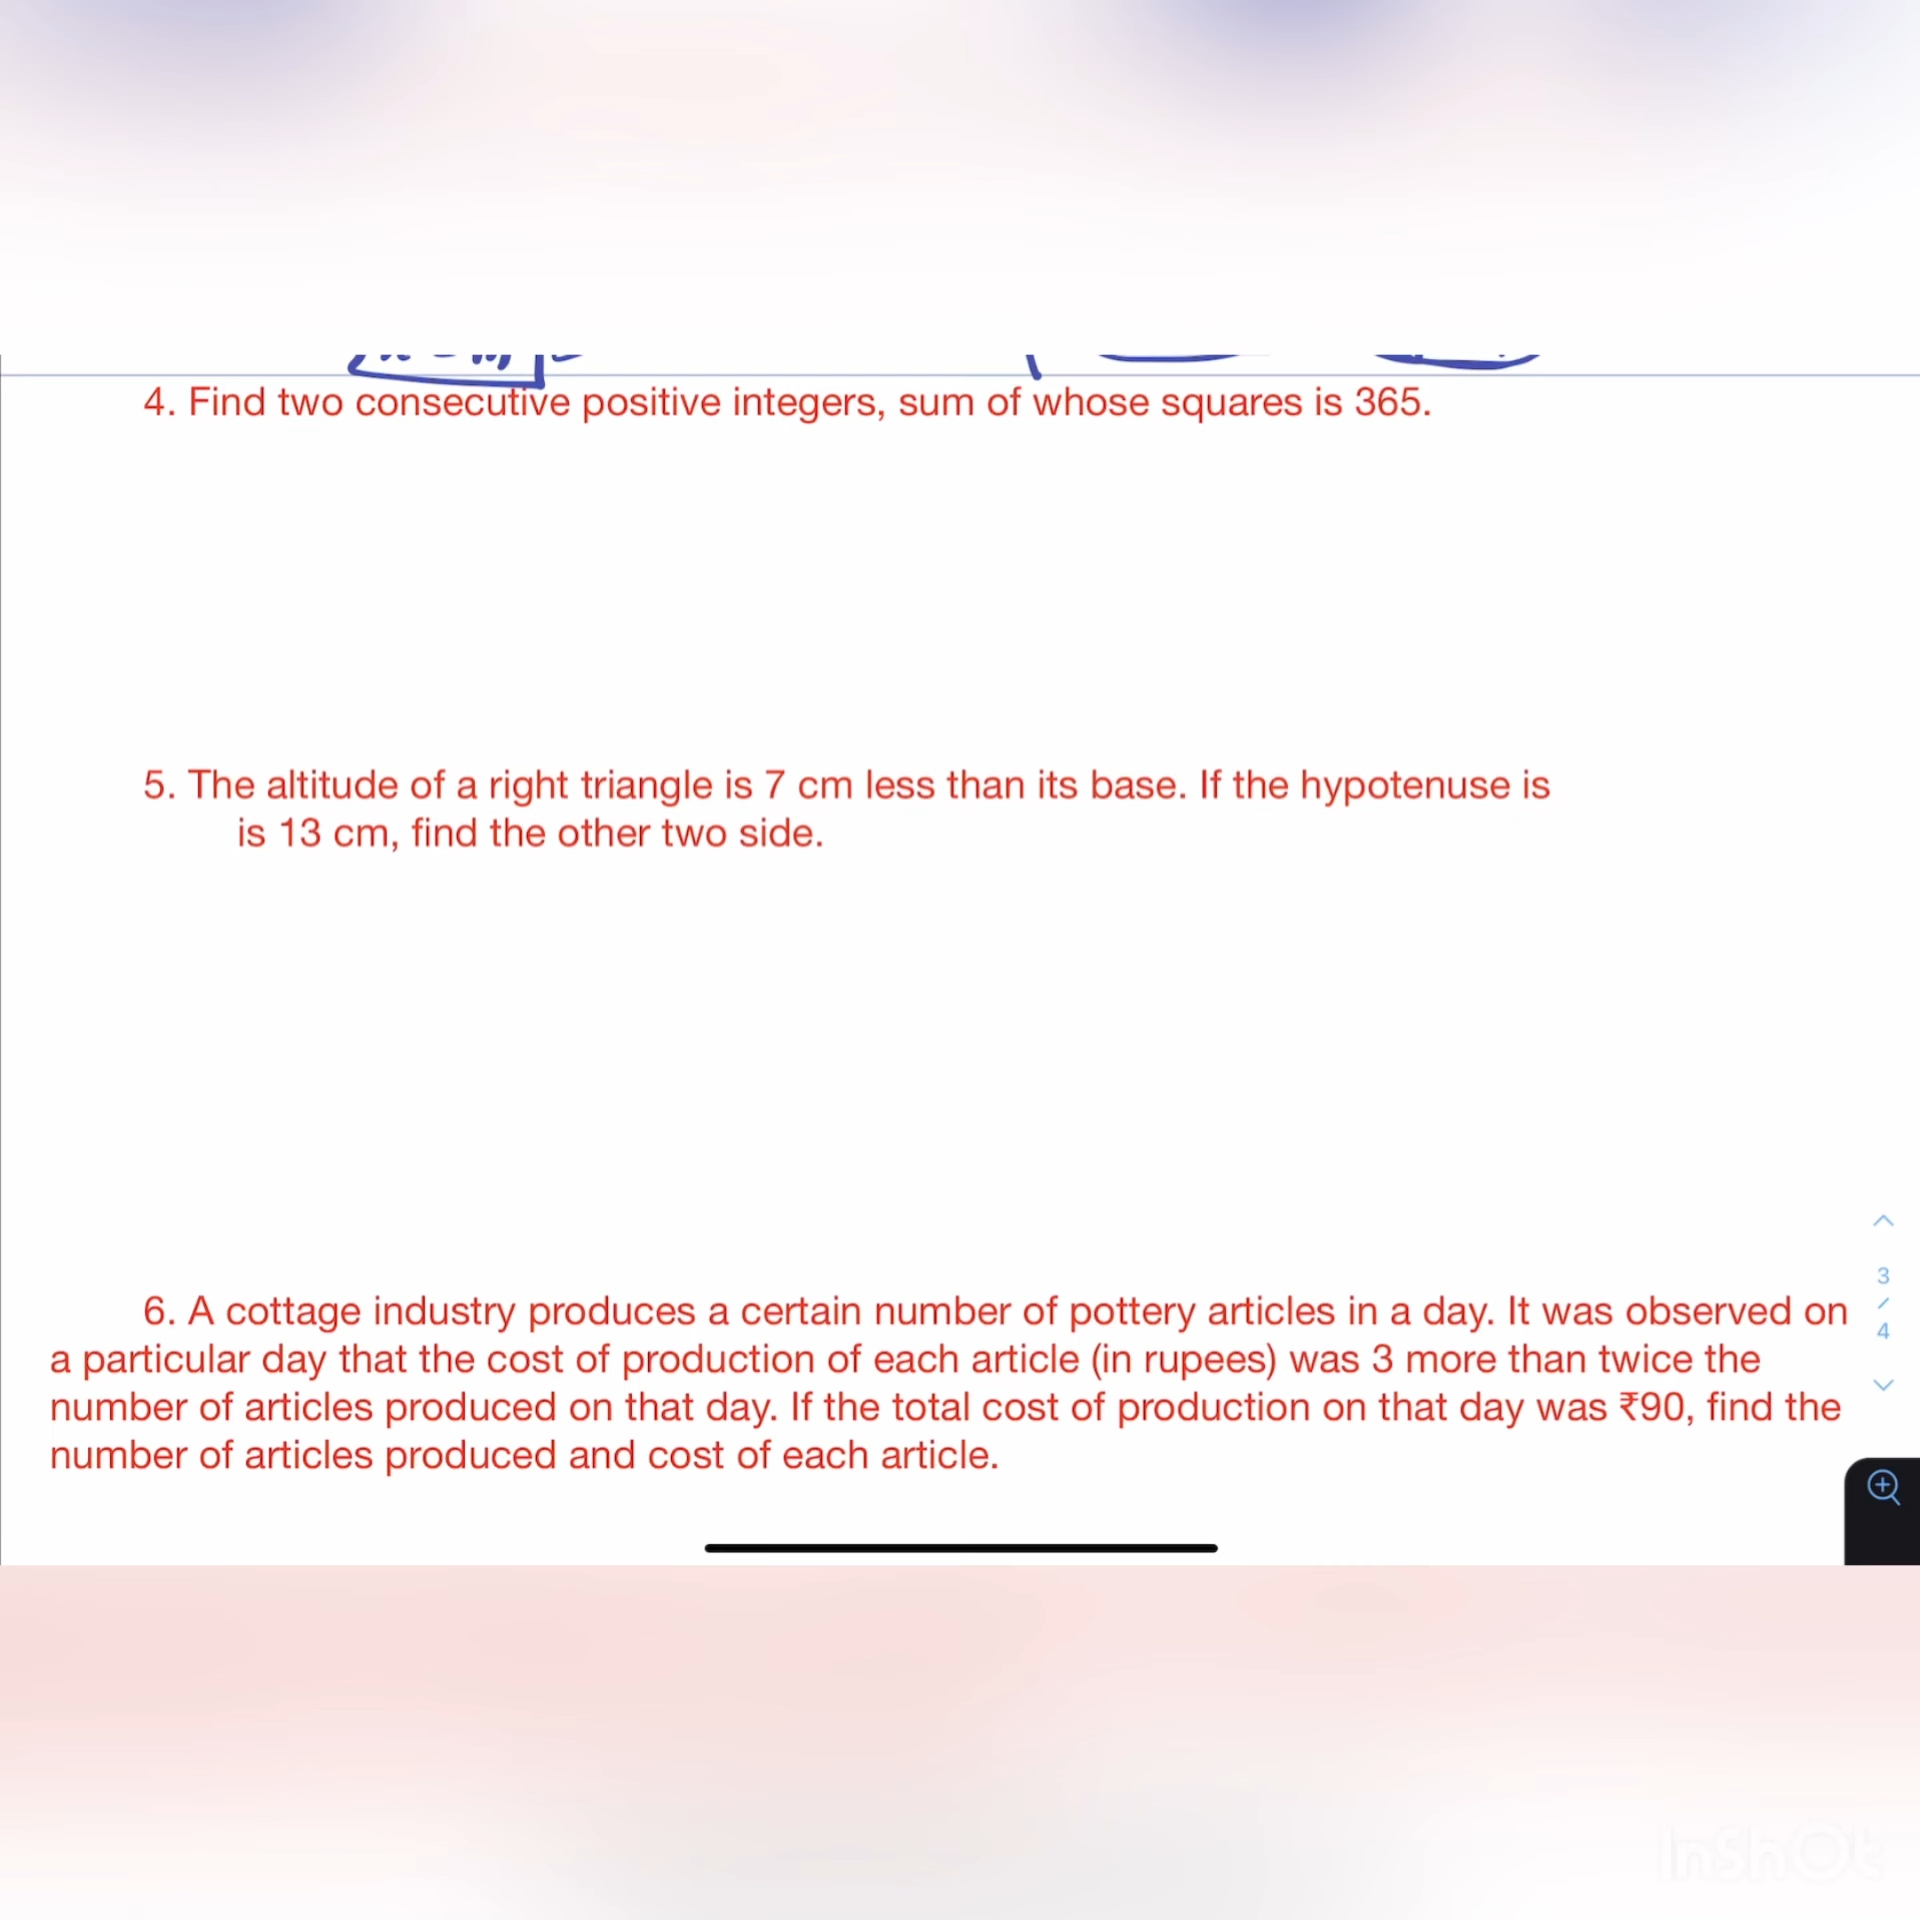 4. Find two consecutive positive integers, sum of whose squares is 365.
5. The altitude of a right triangle is 7 cm less than its base. If the hypotenuse is
is 13 cm, find the other two side.
6. A cottage industry produces a certain number of pottery articles in a day. It was observed on
a particular day that the cost of production of each article (in rupees) was 3 more than twice the
number of articles produced on that day. If the total cost of production on that day was ₹90, find the
number of articles produced and cost of each article.
3
/
4
InShOt